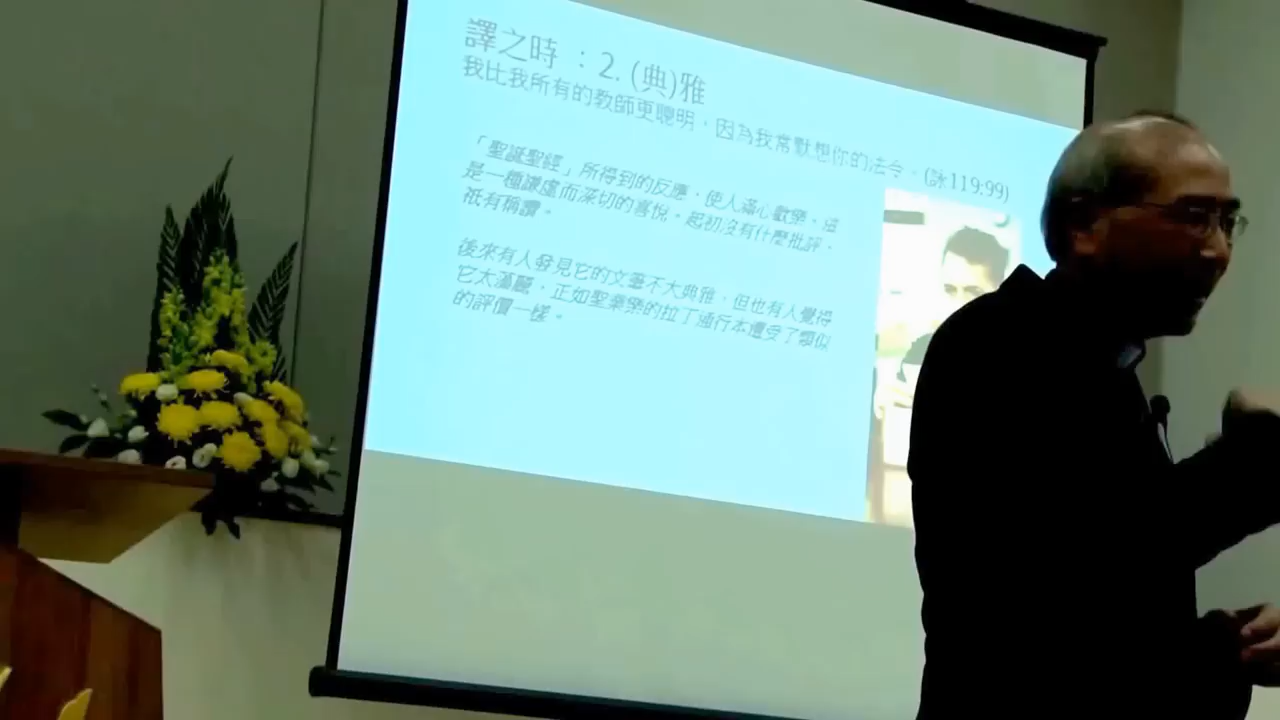 譯之時 ：2. (典)雅
我比我所有的教師更聰明，因為我常默想你的法令。(詠119:99)
「聖誕聖經」所得到的反應，使人滿心歡樂，這
是一種謙虛而深切的喜悅。起初沒有什麼批評，
祇有稱讚。
後來有人發見它的文筆不大典雅，但也有人覺得
它太藻麗，正如聖業樂的拉丁通行本遭受了類似
的評價一樣。